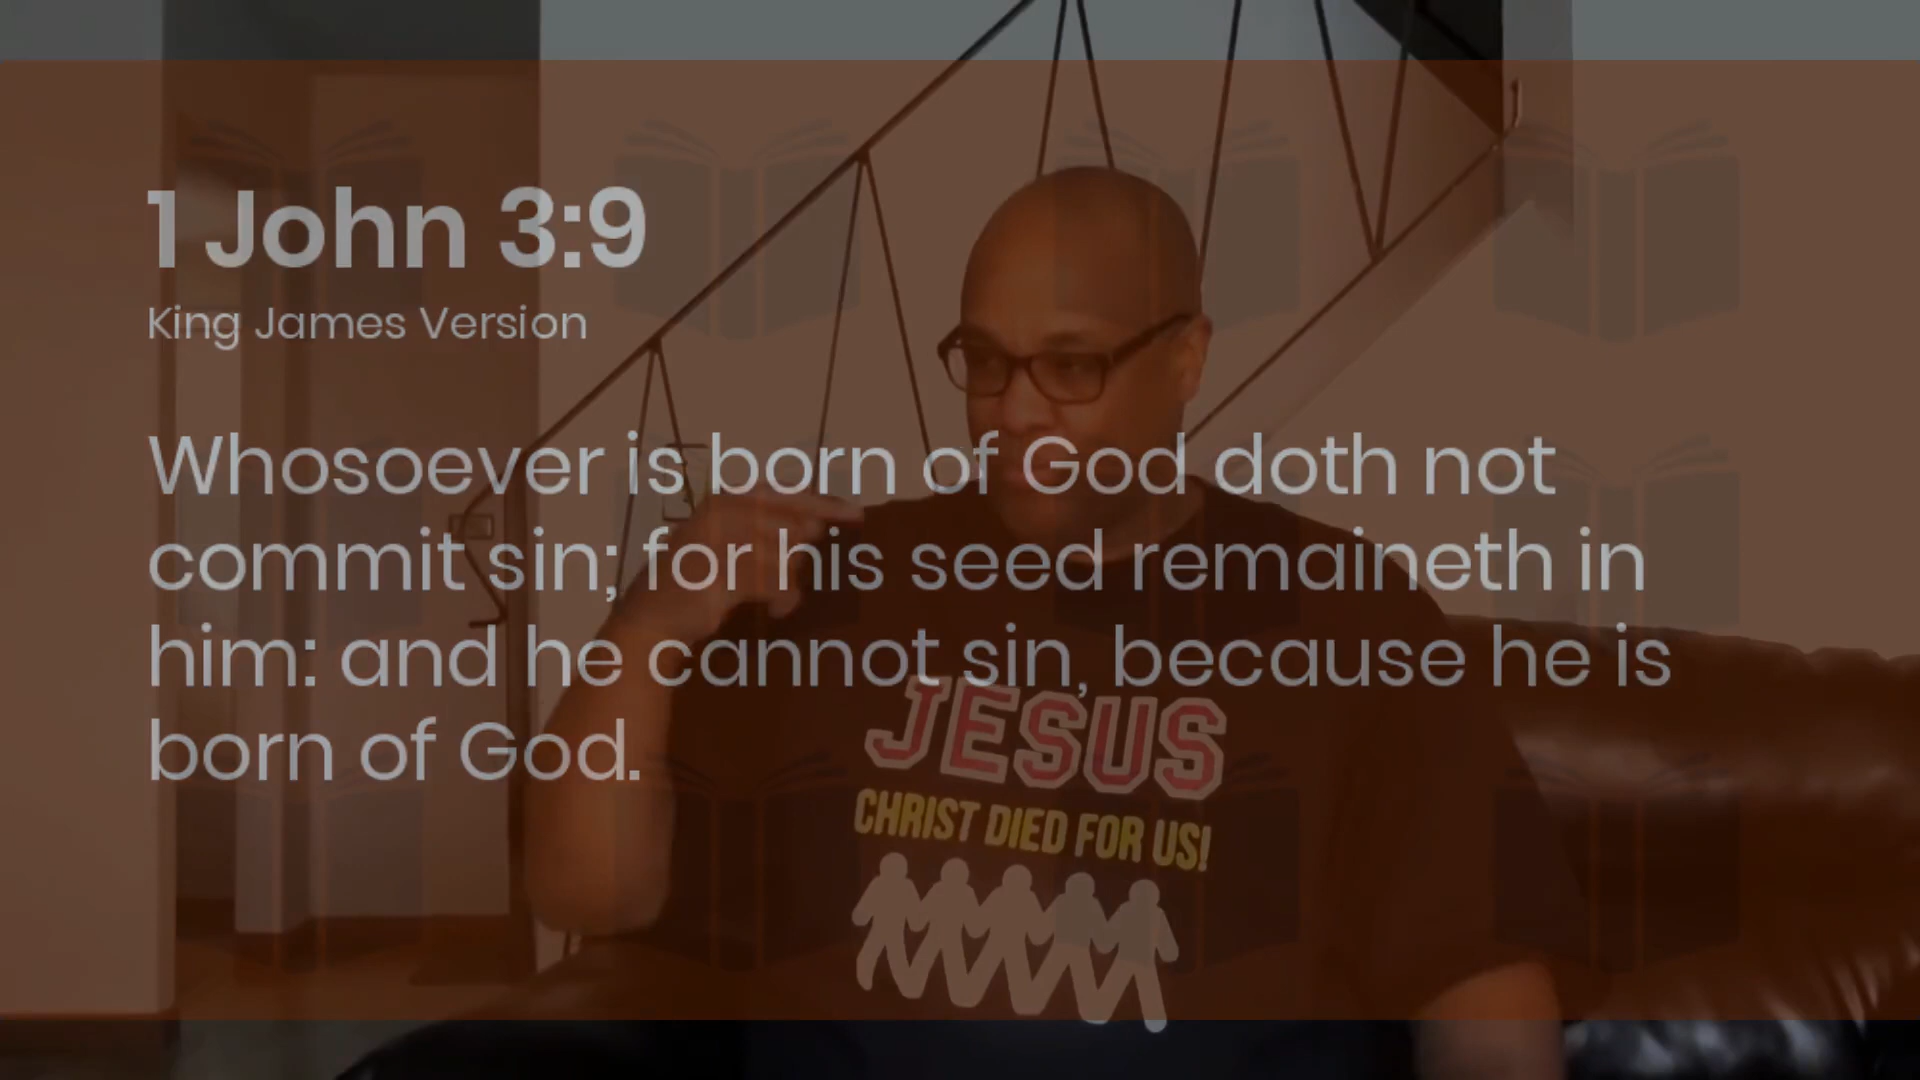 1 John 3:9
King James Version
Whosoever is born of God doth not
commit sin; for his seed remaineth in
him: and he cannot sin, because he is
born of God.
JESUS
CHRIST DIED FOR US!